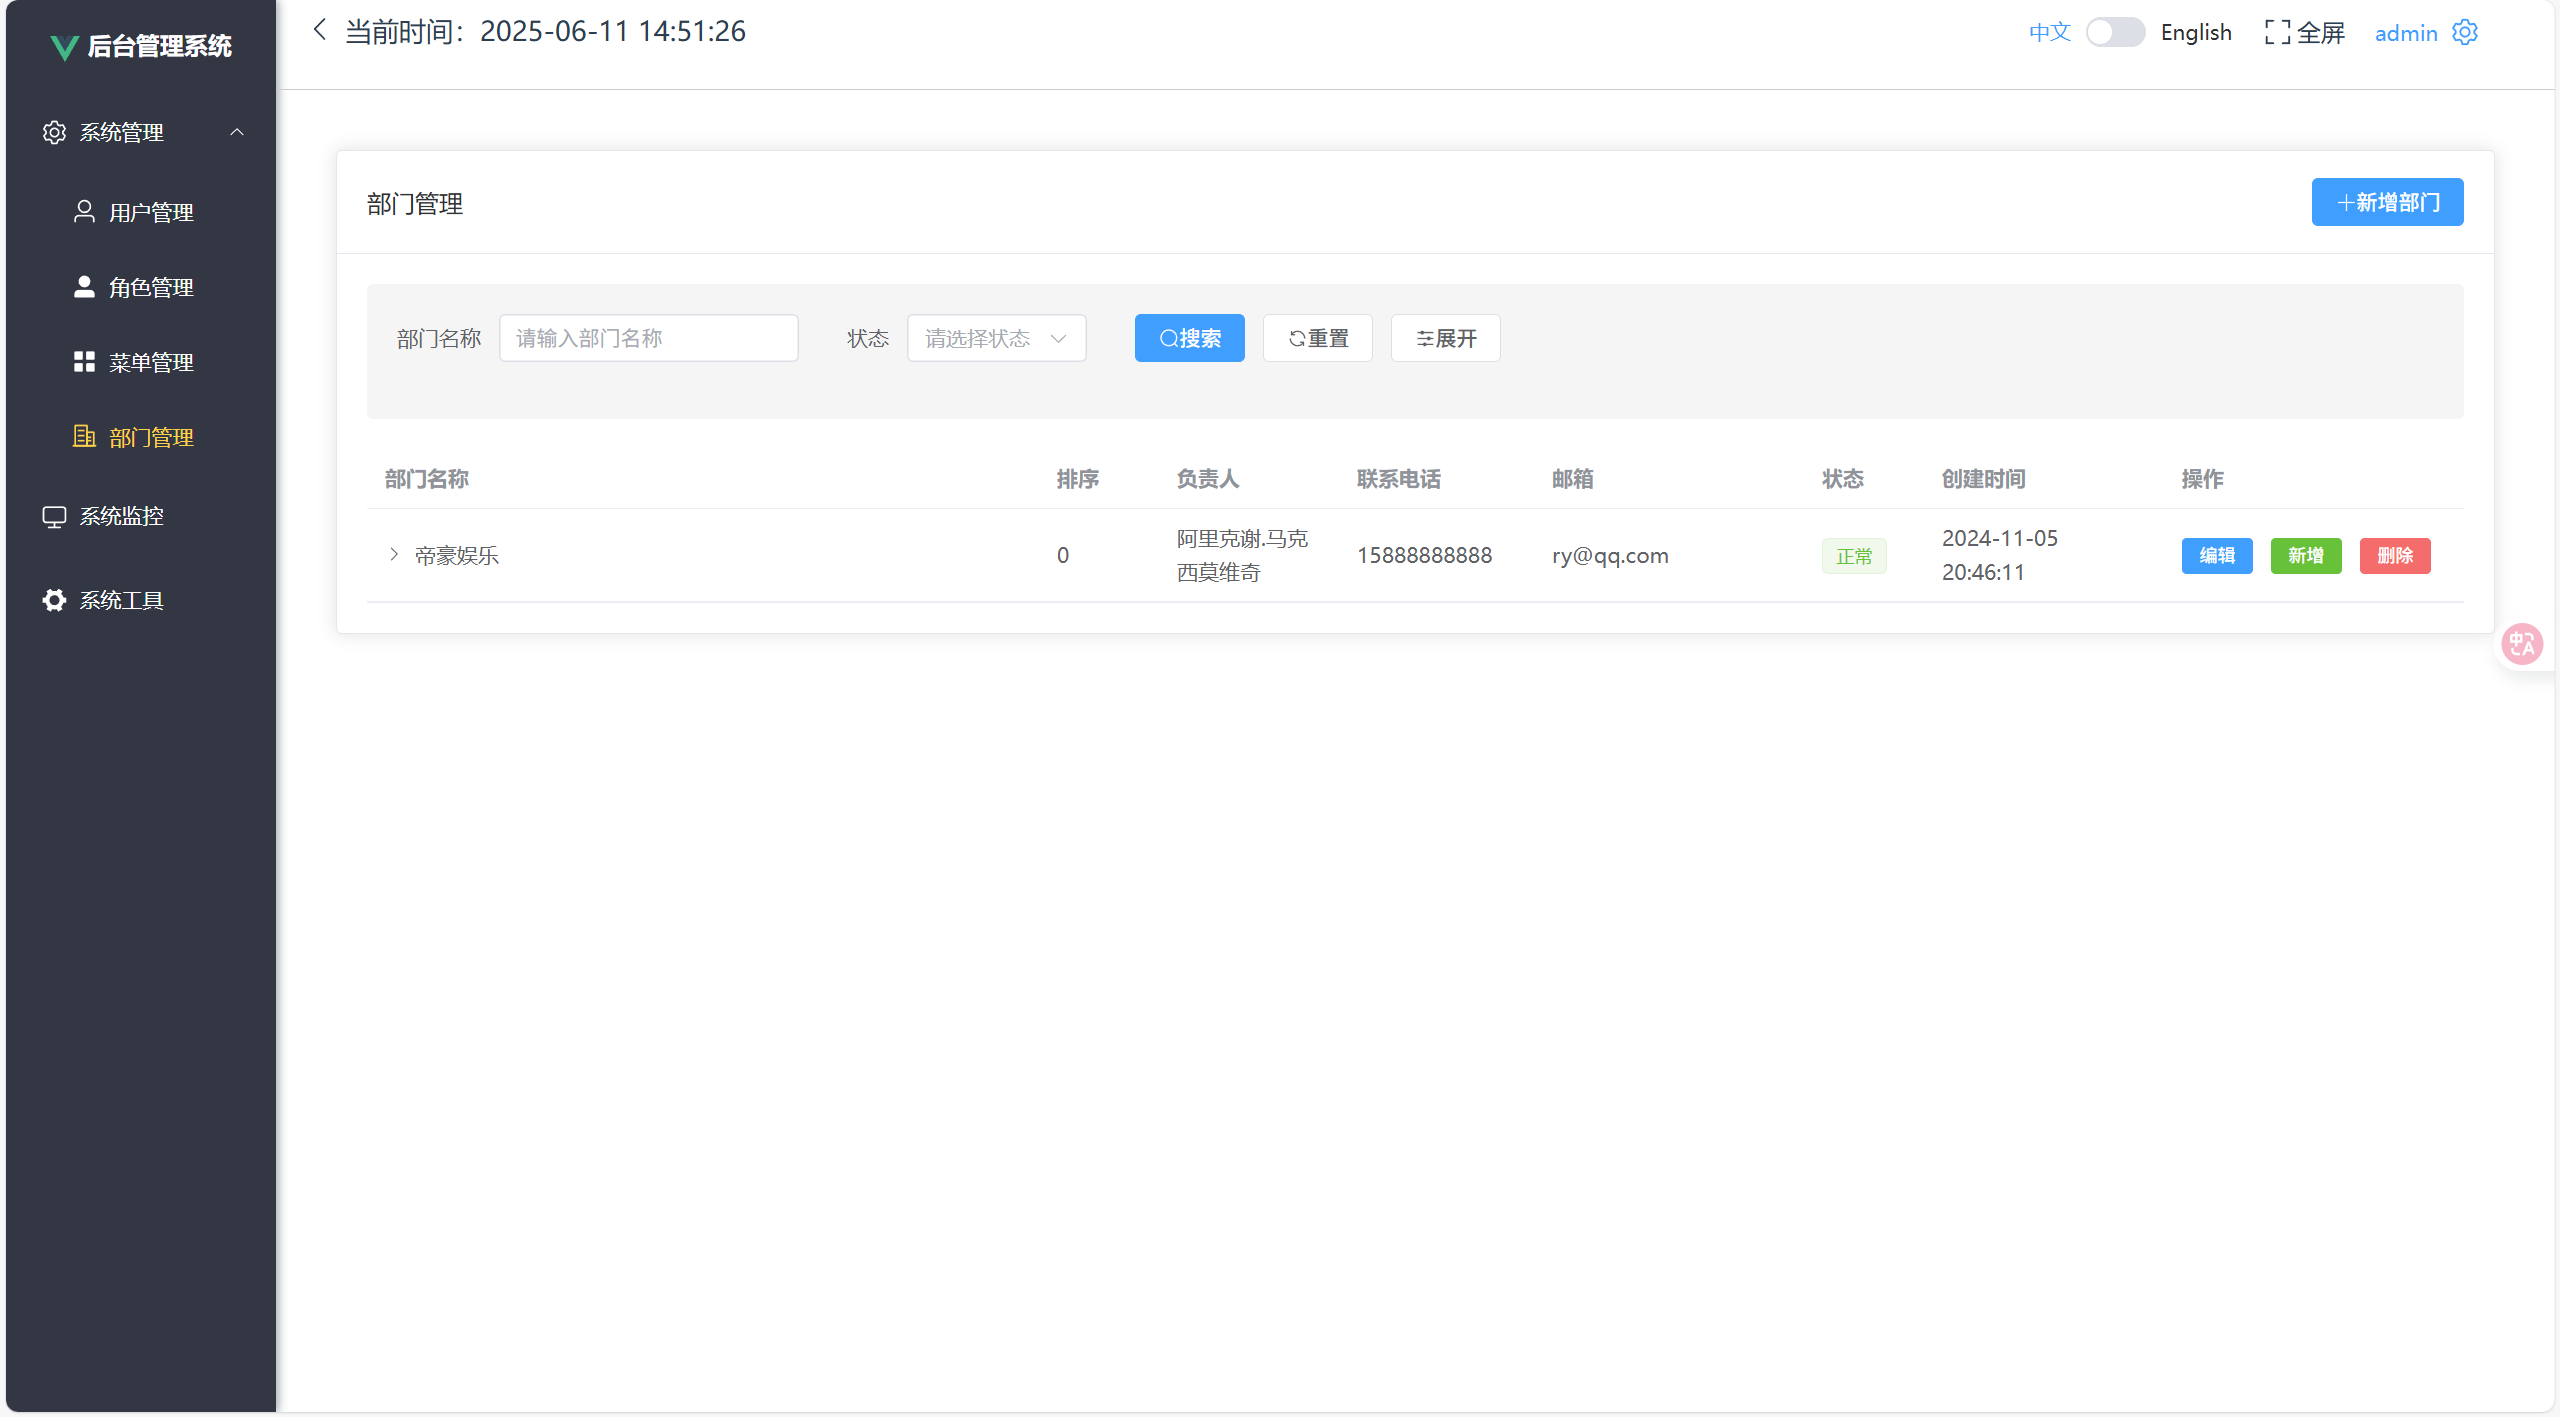 后台管理系统
当前时间：2025-06-11 14:51:26
中文 English 全屏 admin
系统管理
用户管理
角色管理
菜单管理
部门管理
系统监控
系统工具
部门管理
新增部门
部门名称 请输入部门名称 状态 请选择状态 搜索 重置 展开
部门名称 排序 负责人 联系电话 邮箱 状态 创建时间 操作
帝豪娱乐 0 阿里克谢.马克 15888888888 ry@qq.com 正常 2024-11-05 编辑 新增 删除
西莫维奇 20:46:11
中A